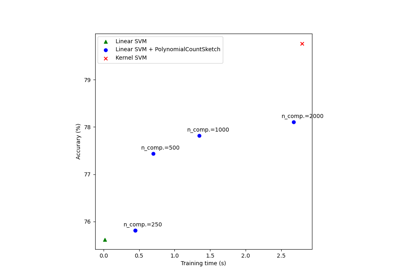 Linear SVM
Linear SVM + PolynomialCountSketch
Kernel SVM
79
n_comp.=2000
78
n_comp.=1000
n_comp.=500
77
Accurary (%)
n_comp.=250
76
0.0 0.5 1.0 1.5 2.0 2.5
Training time (s)